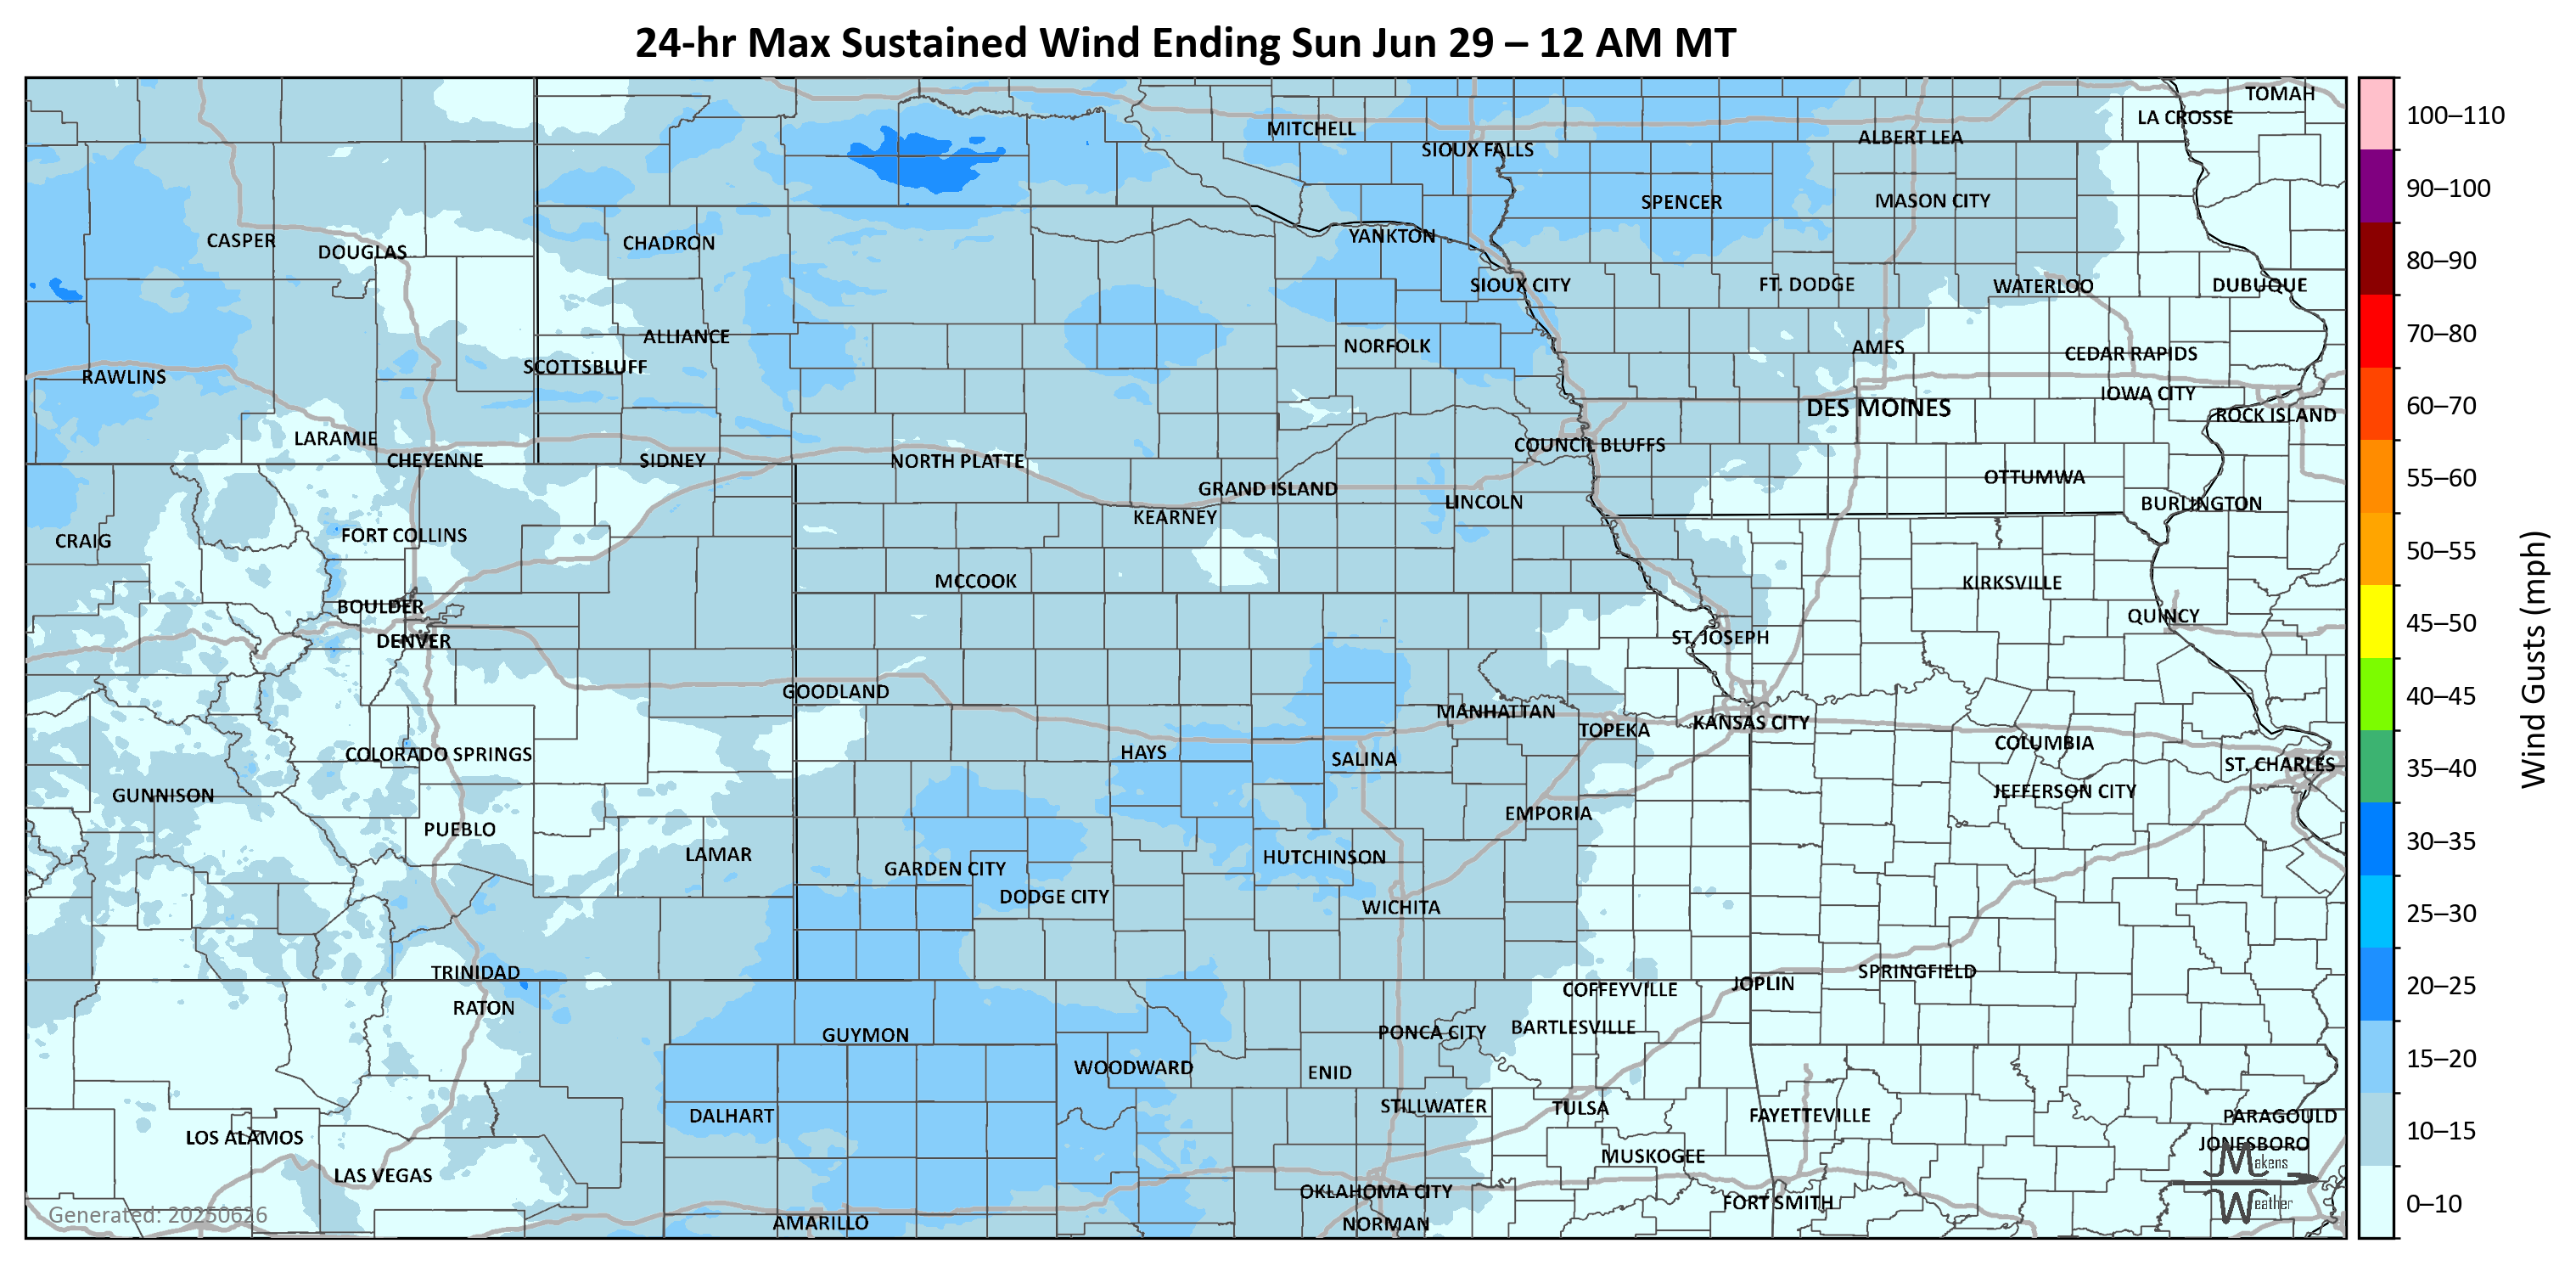 24-hr Max Sustained Wind Ending Sun Jun 29 – 12 AM MT
TOMAH
LA CROSSE
MITCHELL
ALBERT LEA
SIOUX FALLS
SPENCER
MASON CITY
CASPER
DOUGLAS
CHADRON
YANKTON
SIOUX CITY
FT. DODGE
WATERLOO
DUBUQUE
ALLIANCE
NORFOLK
AMES
CEDAR RAPIDS
SCOTTSBLUFF
RAWLINS
IOWA CITY
DES MOINES
ROCK ISLAND
LARAMIE
COUNCIL BLUFFS
CHEYENNE
SIDNEY
NORTH PLATTE
OTTUMWA
GRAND ISLAND
LINCOLN
BURLINGTON
KEARNEY
FORT COLLINS
CRAIG
MCCOOK
KIRKSVILLE
BOULDER
QUINCY
DENVER
ST. JOSEPH
GOODLAND
MANHATTAN
KANSAS CITY
TOPEKA
COLUMBIA
COLORADO SPRINGS
HAYS
SALINA
ST. CHARLES
GUNNISON
JEFFERSON CITY
EMPORIA
PUEBLO
LAMAR
HUTCHINSON
GARDEN CITY
DODGE CITY
WICHITA
TRINIDAD
SPRINGFIELD
JOPLIN
COFFEYVILLE
RATON
GUYMON
PONCA CITY
BARTLESVILLE
WOODWARD
ENID
STILLWATER
TULSA
DALHART
FAYETTEVILLE
PARAGOULD
LOS ALAMOS
JONESBORO
MUSKOGEE
LAS VEGAS
OKLAHOMA CITY
FORT SMITH
AMARILLO
NORMAN
Generated: 20250626
Makens
Weather
100–110
90–100
80–90
70–80
60–70
55–60
50–55
45–50
40–45
35–40
30–35
25–30
20–25
15–20
10–15
0–10
Wind Gusts (mph)